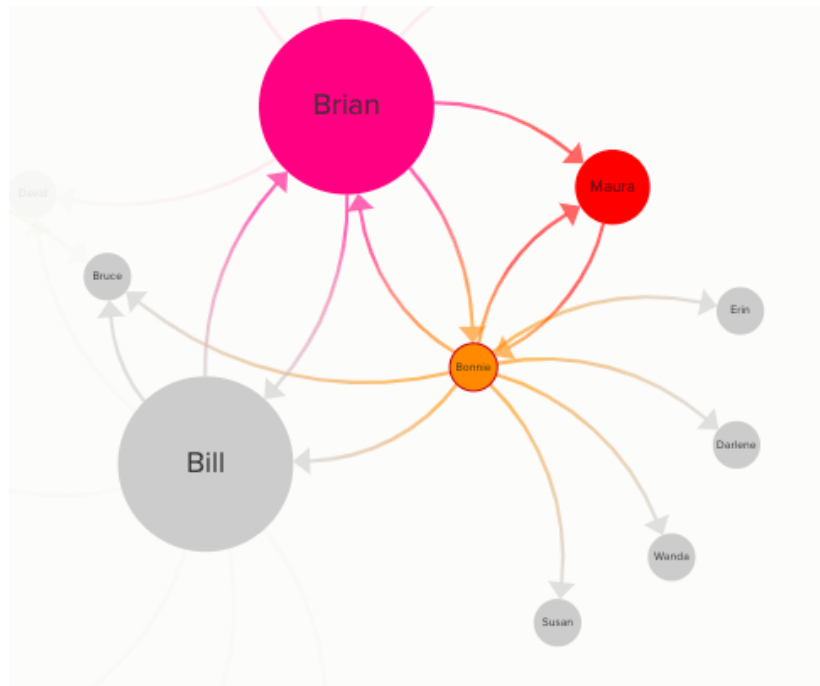 Brian
Maura
Bruce
Erin
Bonnie
Darlene
Bill
Wanda
Susan